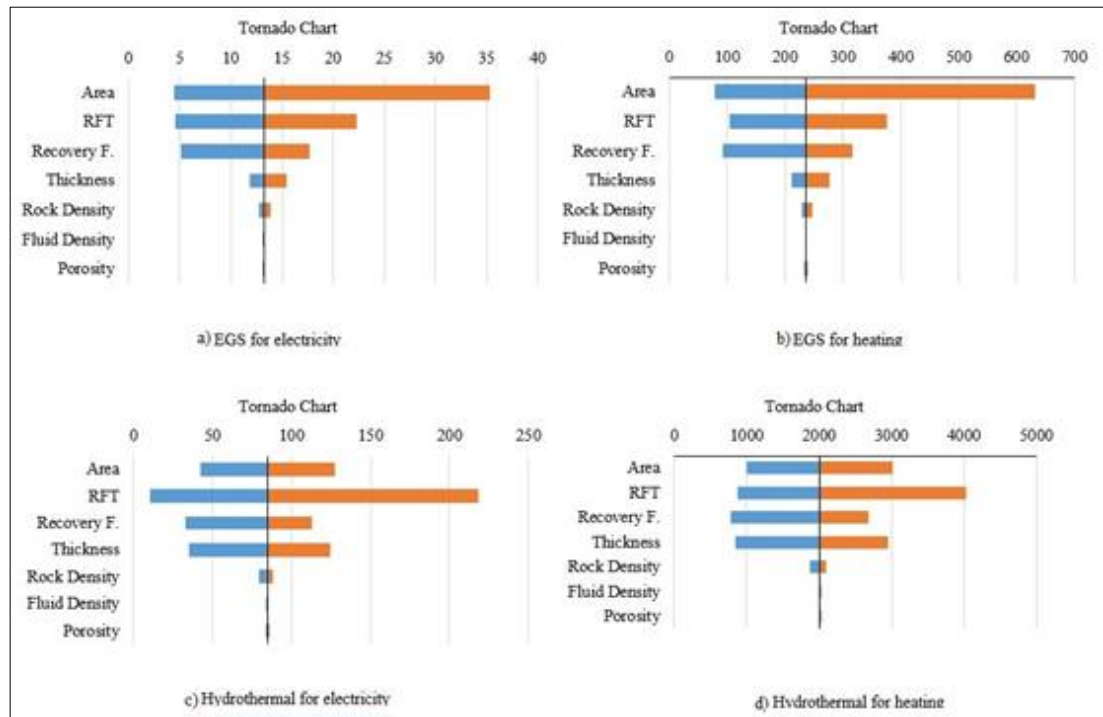 Tornado Chart
0 5 10 15 20 25 30 35 40
Area
RFT
Recovery F.
Thickness
Rock Density
Fluid Density
Porosity
a) EGS for electricity
Tornado Chart
0 100 200 300 400 500 600 700
Area
RFT
Recovery F.
Thickness
Rock Density
Fluid Density
Porosity
b) EGS for heating
Tornado Chart
0 50 100 150 200 250
Area
RFT
Recovery F.
Thickness
Rock Density
Fluid Density
Porosity
c) Hydrothermal for electricity
Tornado Chart
0 1000 2000 3000 4000 5000
Area
RFT
Recovery F.
Thickness
Rock Density
Fluid Density
Porosity
d) Hydrothermal for heating